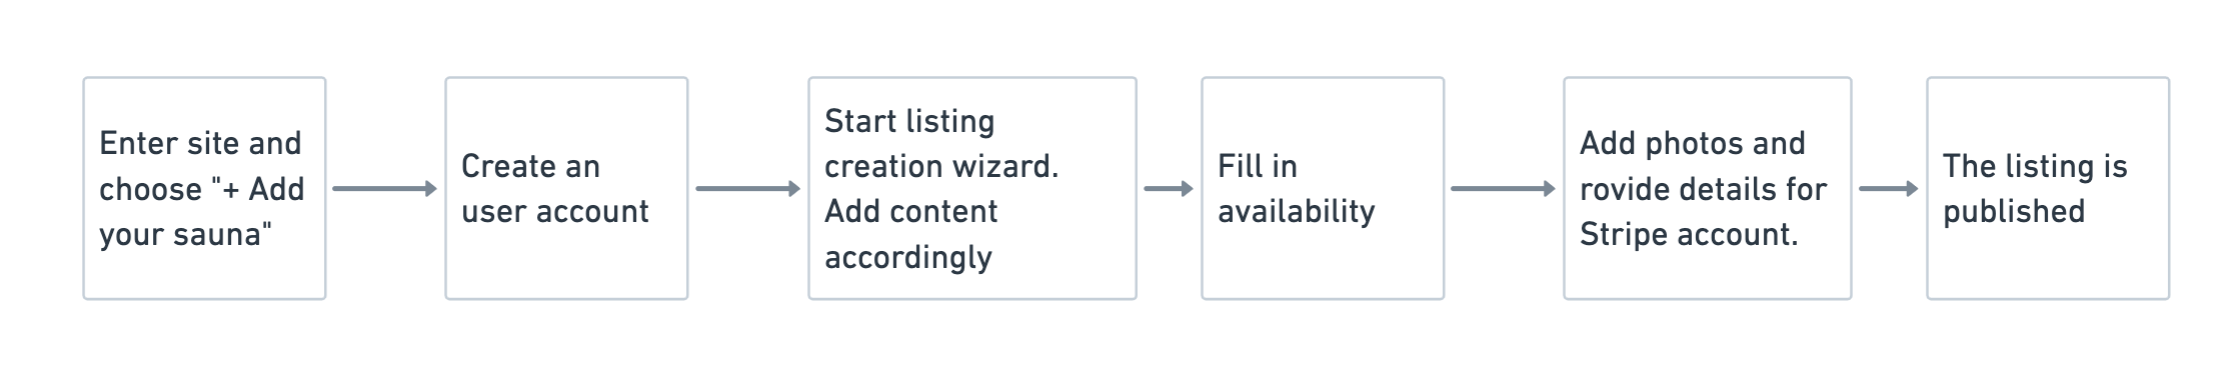 Enter site and
choose "+ Add
your sauna"
Create an
user account
Start listing
creation wizard.
Add content
accordingly
Fill in
availability
Add photos and
rovide details for
Stripe account.
The listing is
published